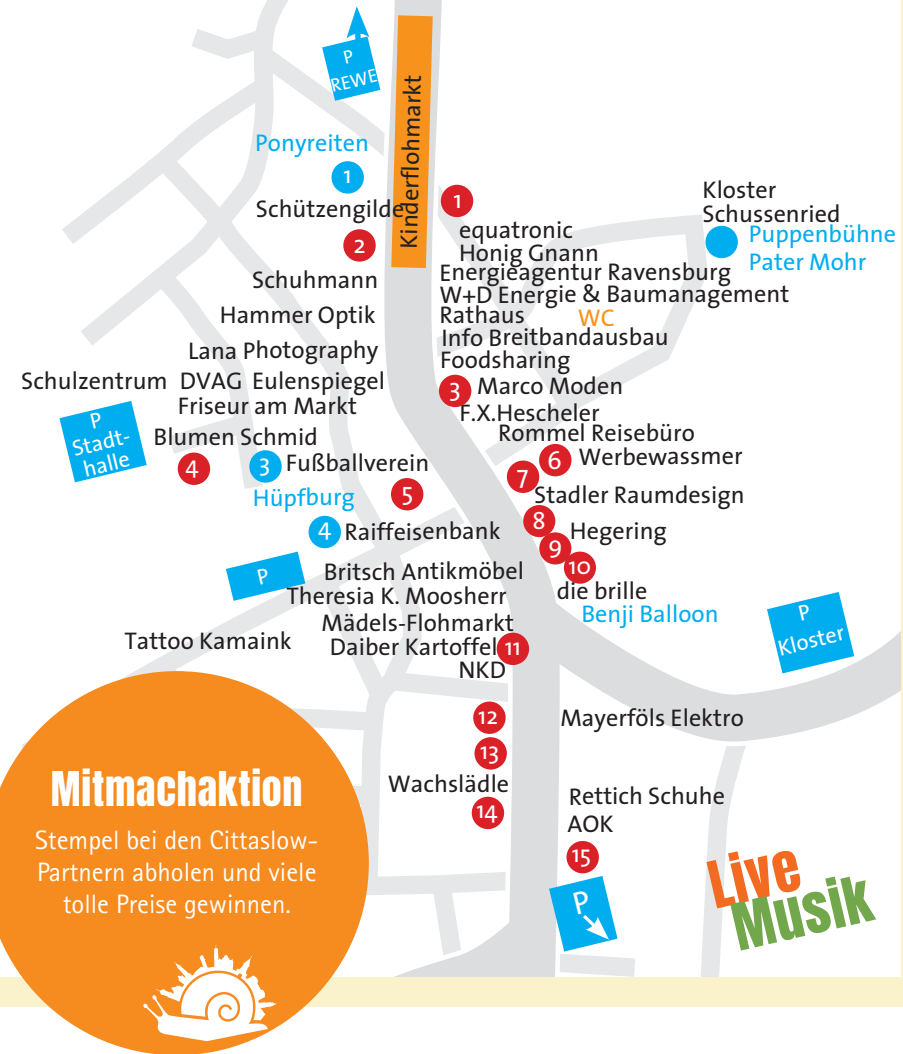 P
REWE
Kinderflohmarkt
Ponyreiten
1
Schützengilde
2
Schuhmann
Hammer Optik
Lana Photography
Schulzentrum DVAG Eulenspiegel
Friseur am Markt
P
Stadt-
halle
Blumen Schmid
4
3 Fußballverein
Hüpfburg
5
4 Raiffeisenbank
P
Britsch Antikmöbel
Theresia K. Moosherr
Mädels-Flohmarkt
Tattoo Kamaink
Daiber Kartoffel 11
NKD
12
13
Wachslädle
14
1
equatronic
Honig Gnann
Energieagentur Ravensburg
W+D Energie & Baumanagement
Rathaus
WC
Info Breitbandausbau
Foodsharing
3 Marco Moden
F.X.Hescheler
Rommel Reisebüro
6 Werbewassmer
7
Stadler Raumdesign
8
Hegering
9
10
die brille
Benji Balloon
Kloster
Schussenried
Puppenbühne
Pater Mohr
P
Kloster
Mayerföls Elektro
Rettich Schuhe
AOK
15
P
Live
Musik
Mitmachaktion
Stempel bei den Cittaslow-
Partnern abholen und viele
tolle Preise gewinnen.